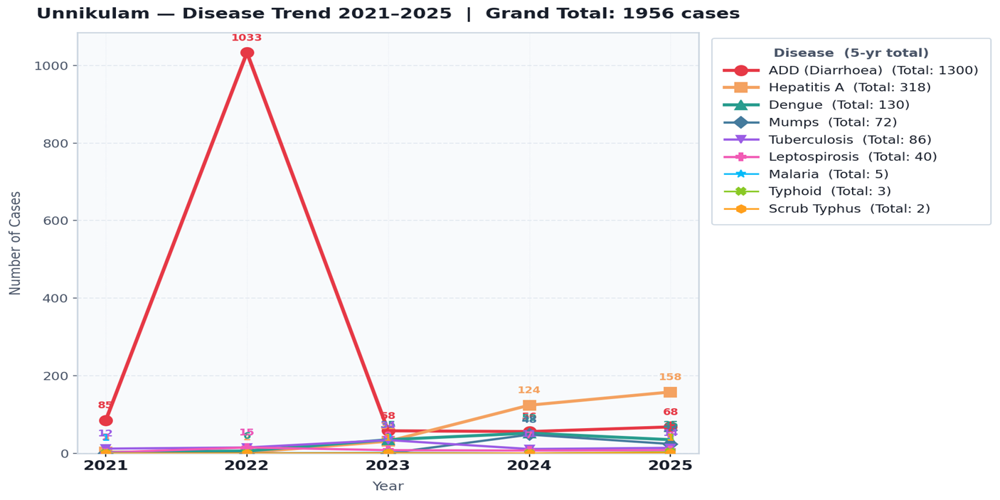 Unnikulam — Disease Trend 2021–2025 | Grand Total: 1956 cases
Disease (5-yr total)
ADD (Diarrhoea) (Total: 1300)
Hepatitis A (Total: 318)
Dengue (Total: 130)
Mumps (Total: 72)
Tuberculosis (Total: 86)
Leptospirosis (Total: 40)
Malaria (Total: 5)
Typhoid (Total: 3)
Scrub Typhus (Total: 2)
Number of Cases
1000
800
600
400
200
0
1033
85
12
15
6
58
124
56
48
158
68
2021 2022 2023 2024 2025
Year